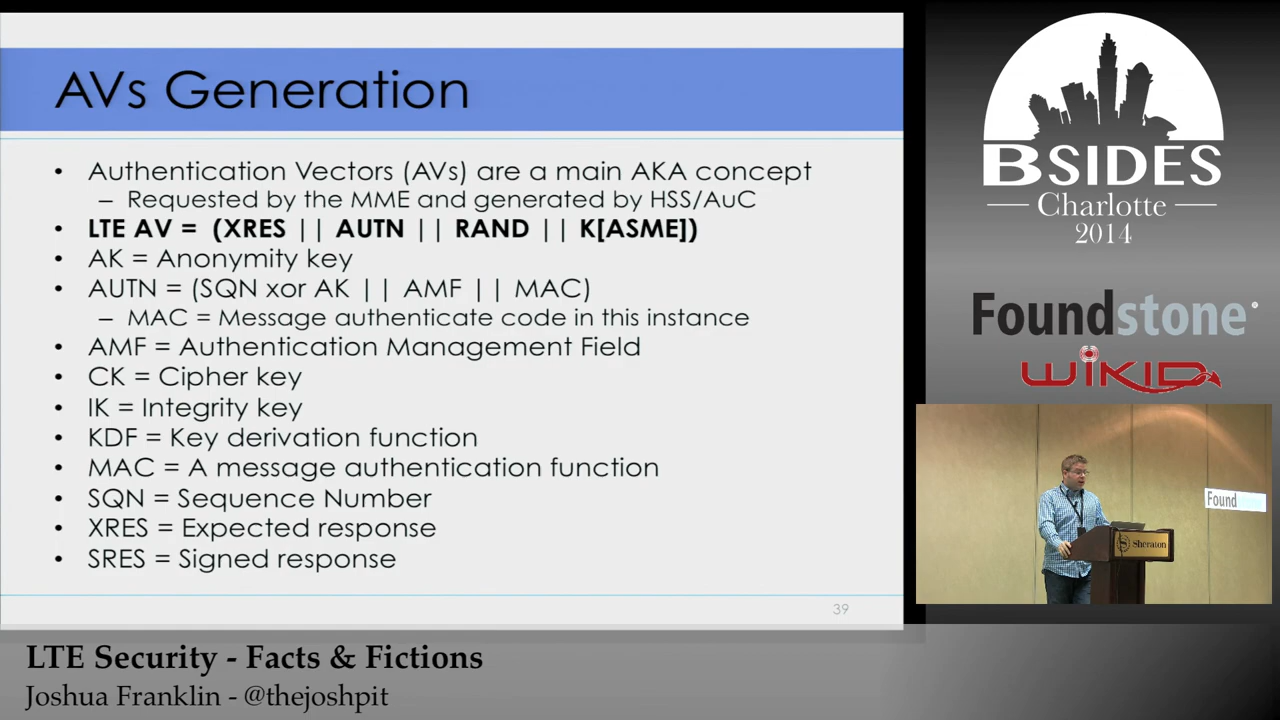 AVs Generation
• Authentication Vectors (AVs) are a main AKA concept
– Requested by the MME and generated by HSS/AuC
• LTE AV = (XRES || AUTN || RAND || K[ASME])
• AK = Anonymity key
• AUTN = (SQN xor AK || AMF || MAC)
– MAC = Message authenticate code in this instance
• AMF = Authentication Management Field
• CK = Cipher key
• IK = Integrity key
• KDF = Key derivation function
• MAC = A message authentication function
• SQN = Sequence Number
• XRES = Expected response
• SRES = Signed response
39
BSIDES
Charlotte
2014
Foundstone
WiKID
Found
Sheraton
LTE Security - Facts & Fictions
Joshua Franklin - @thejoshpit